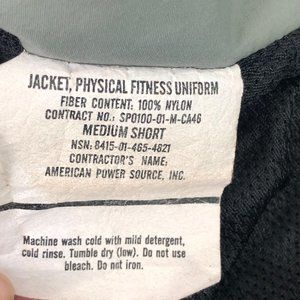 JACKET, PHYSICAL FITNESS UNIFORM
FIBER CONTENT: 100% NYLON
CONTRACT NO.: SPO100-01-M-CA46
MEDIUM SHORT
NSN: 8415-01-465-4821
CONTRACTOR'S NAME:
AMERICAN POWER SOURCE, INC.
Machine wash cold with mild detergent,
cold rinse. Tumble dry (low). Do not use
bleach. Do not iron.